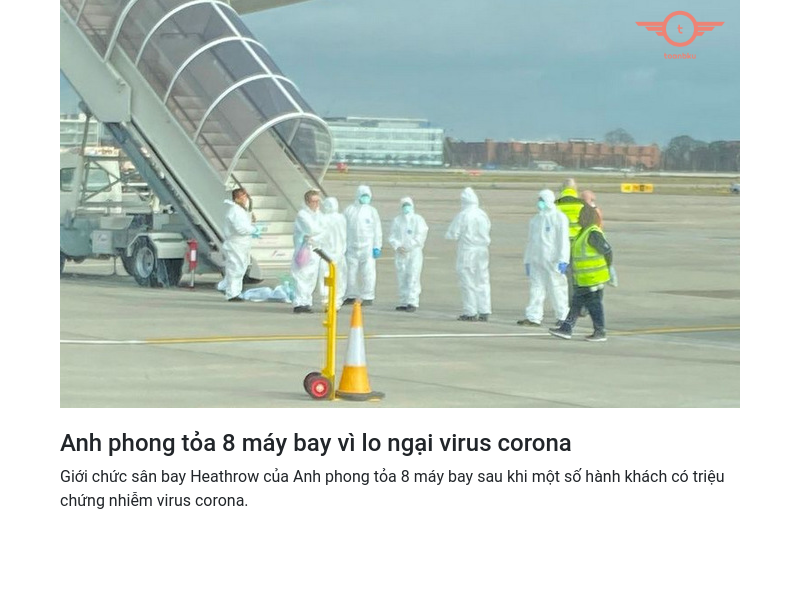 t
Anh phong tỏa 8 máy bay vì lo ngại virus corona
Giới chức sân bay Heathrow của Anh phong tỏa 8 máy bay sau khi một số hành khách có triệu
chứng nhiễm virus corona.